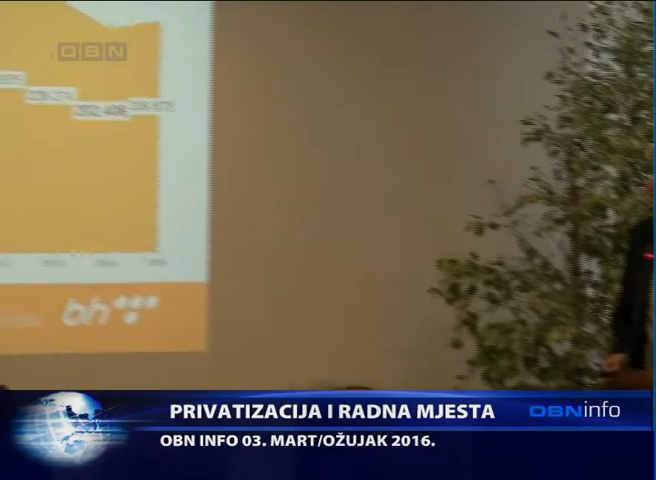 OBN
bh
PRIVATIZACIJA I RADNA MJESTA
OBNinfo
OBN INFO 03. MART/OŽUJAK 2016.